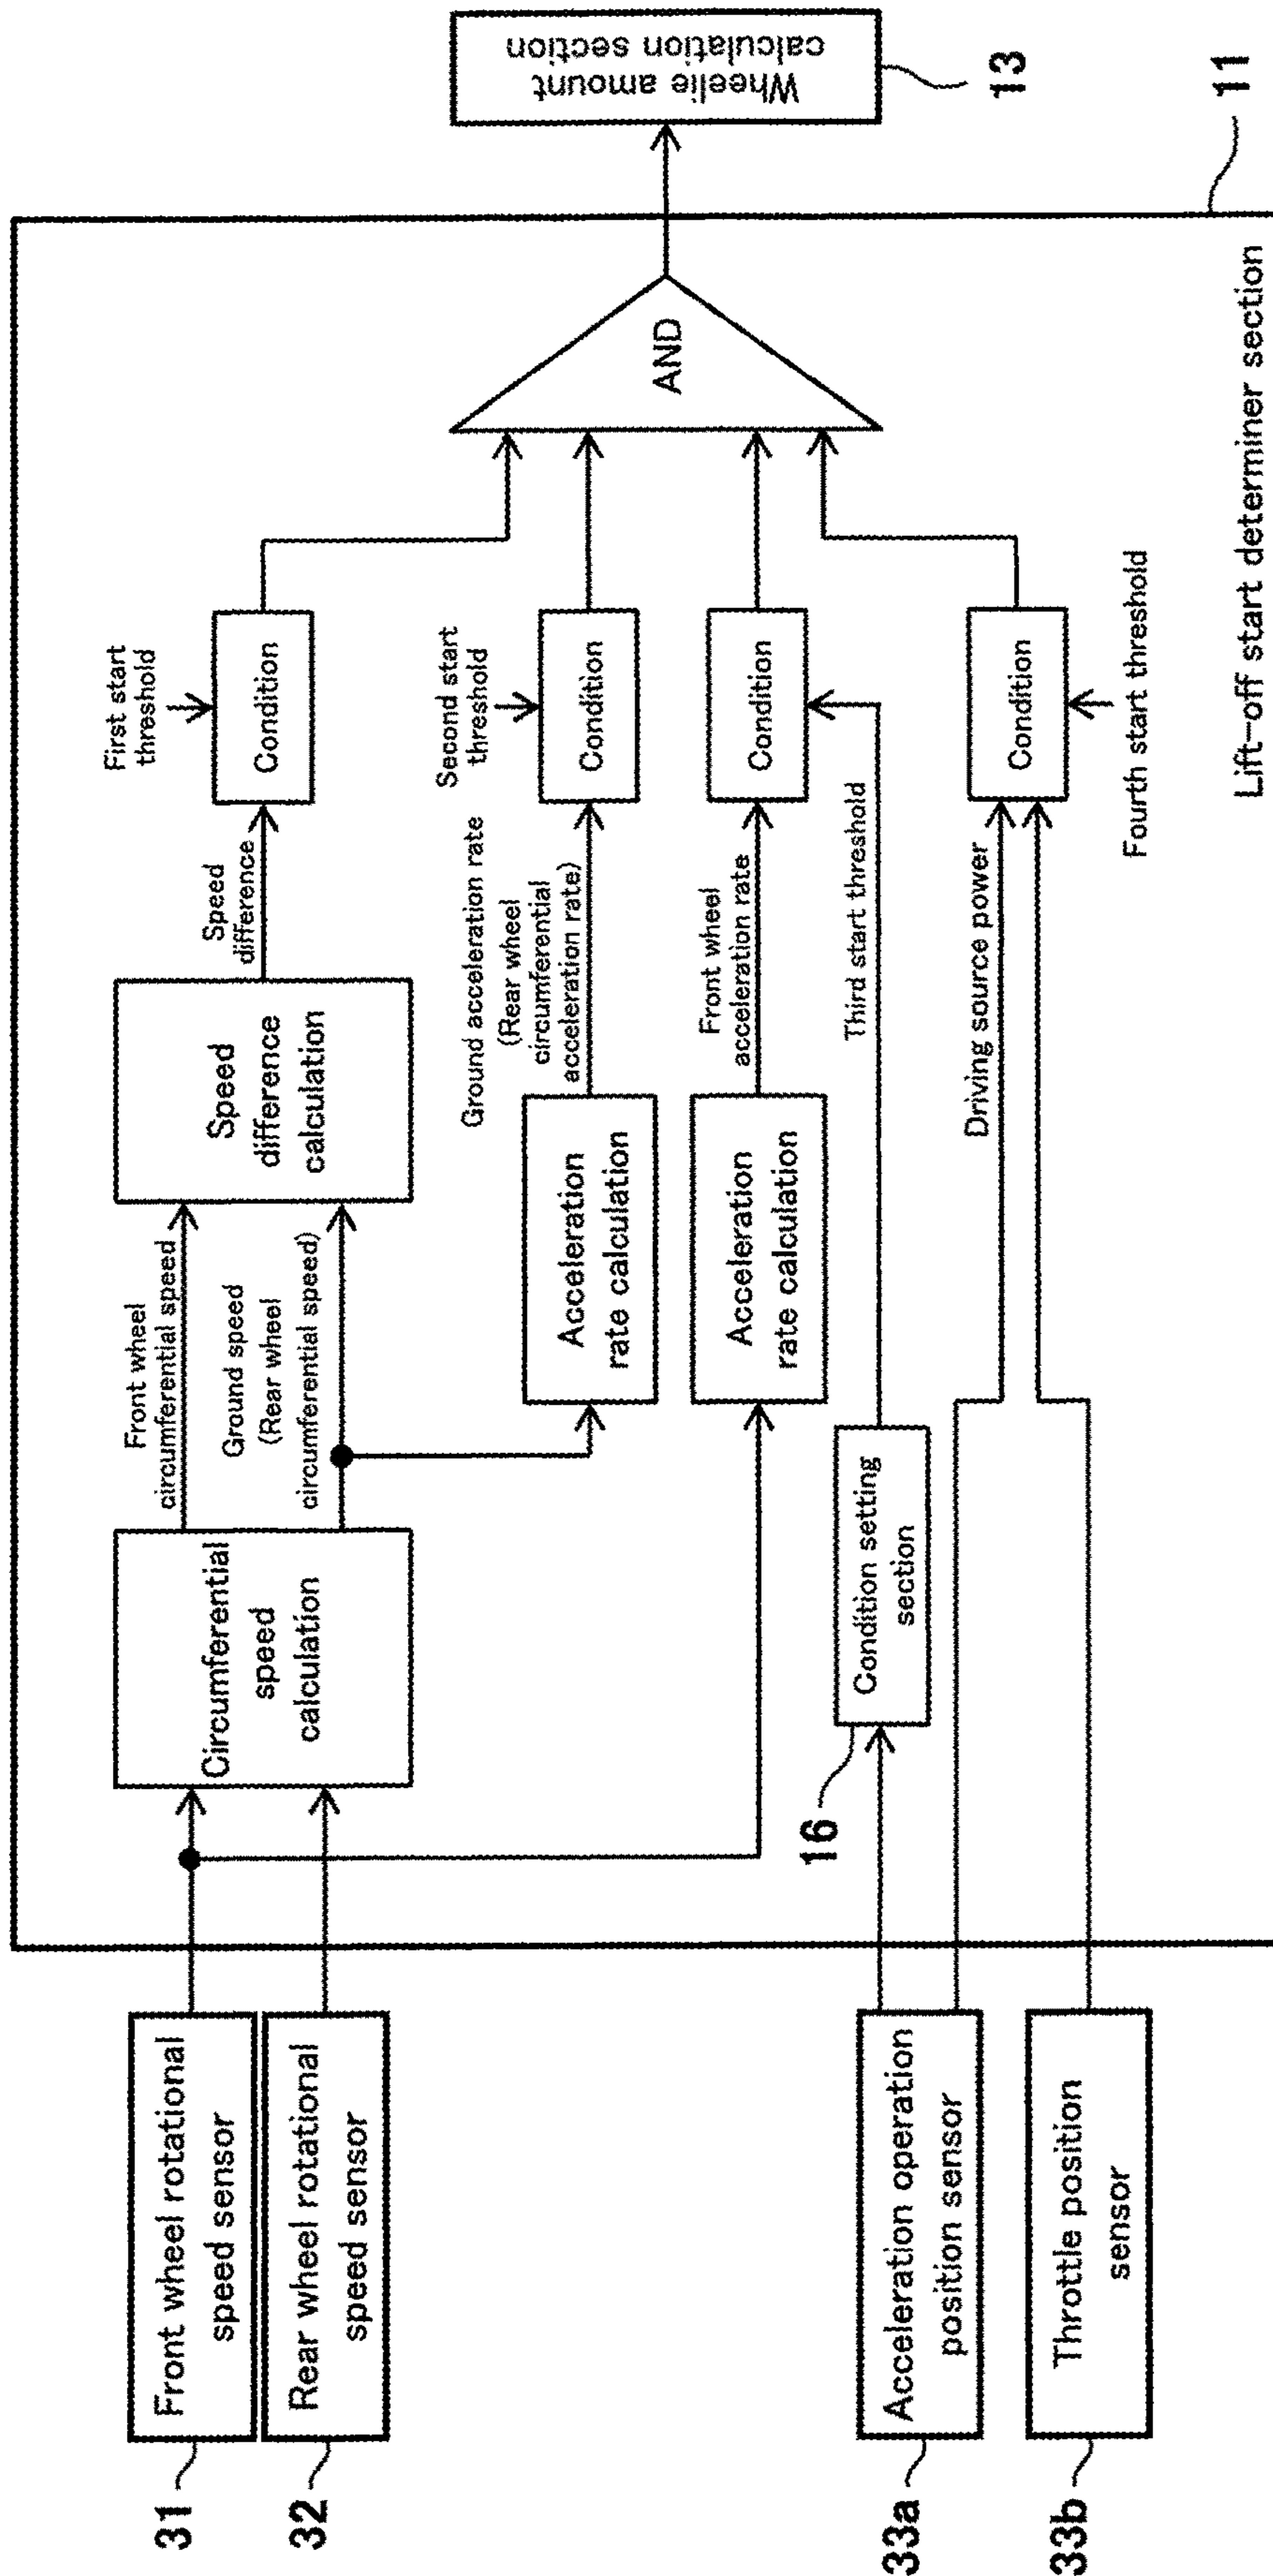 31
Front wheel rotational
speed sensor
32
Rear wheel rotational
speed sensor
33a
Acceleration operation
position sensor
33b
Throttle position
sensor
Circumferential
speed
calculation
Front wheel
circumferential speed
Ground speed
(Rear wheel
circumferential speed)
Speed
difference
calculation
Speed
difference
First start
threshold
Condition
Acceleration
rate calculation
Ground acceleration rate
(Rear wheel
circumferential
acceleration rate)
Second start
threshold
Condition
Acceleration
rate calculation
Front wheel
acceleration rate
Condition
16
Condition setting
section
Third start threshold
Driving source power
Condition
Fourth start threshold
AND
Wheelie amount
calculation section
13
11
Lift-off start determiner section